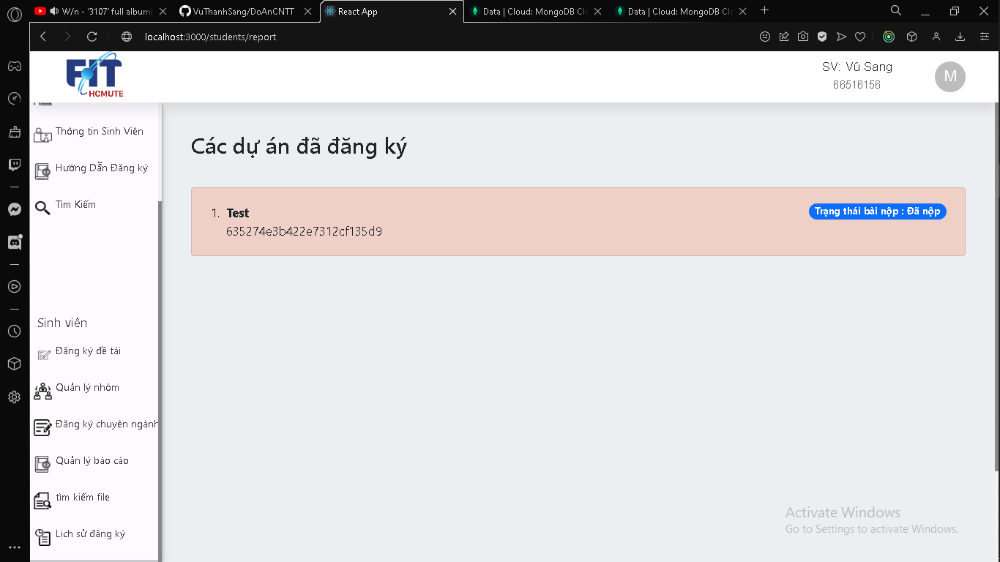 W/n - ‘3107’ full album
VuThanhSang/DoAnCNTT
React App
Data | Cloud: MongoDB Clo
Data | Cloud: MongoDB Clo
localhost:3000/students/report
FIT
HCMUTE
SV: Vũ Sang
66516156
M
Thông tin Sinh Viên
Hướng Dẫn Đăng ký
Tìm Kiếm
Sinh viên
Đăng ký đề tài
Quản lý nhóm
Đăng ký chuyên ngành
Quản lý báo cáo
tìm kiếm file
Lịch sử đăng ký
Các dự án đã đăng ký
1. Test
635274e3b422e7312cf135d9
Trạng thái bài nộp : Đã nộp
Activate Windows
Go to Settings to activate Windows.